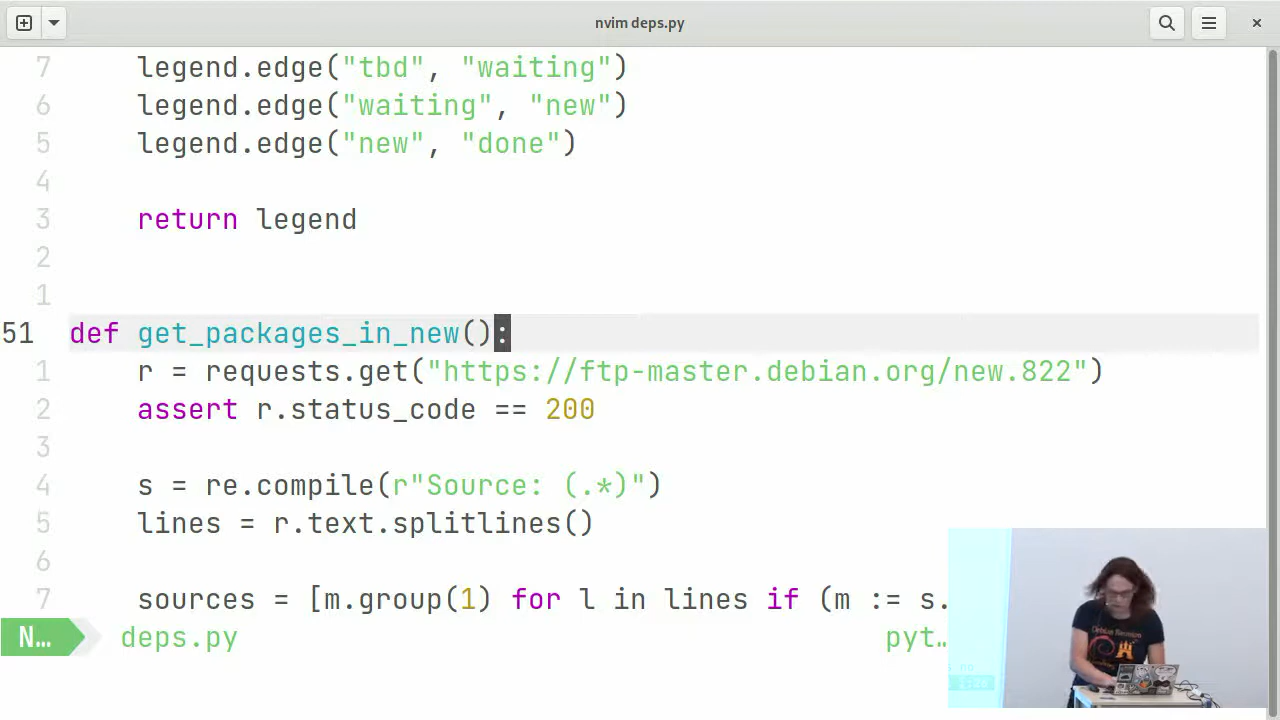 nvim deps.py
7 legend.edge("tbd", "waiting")
6 legend.edge("waiting", "new")
5 legend.edge("new", "done")
4
3 return legend
2
1
51 def get_packages_in_new():
1 r = requests.get("https://ftp-master.debian.org/new.822")
2 assert r.status_code == 200
3
4 s = re.compile(r"Source: (.*)")
5 lines = r.text.splitlines()
6
7 sources = [m.group(1) for l in lines if (m := s.
N… deps.py pyt…
Debian Reunion